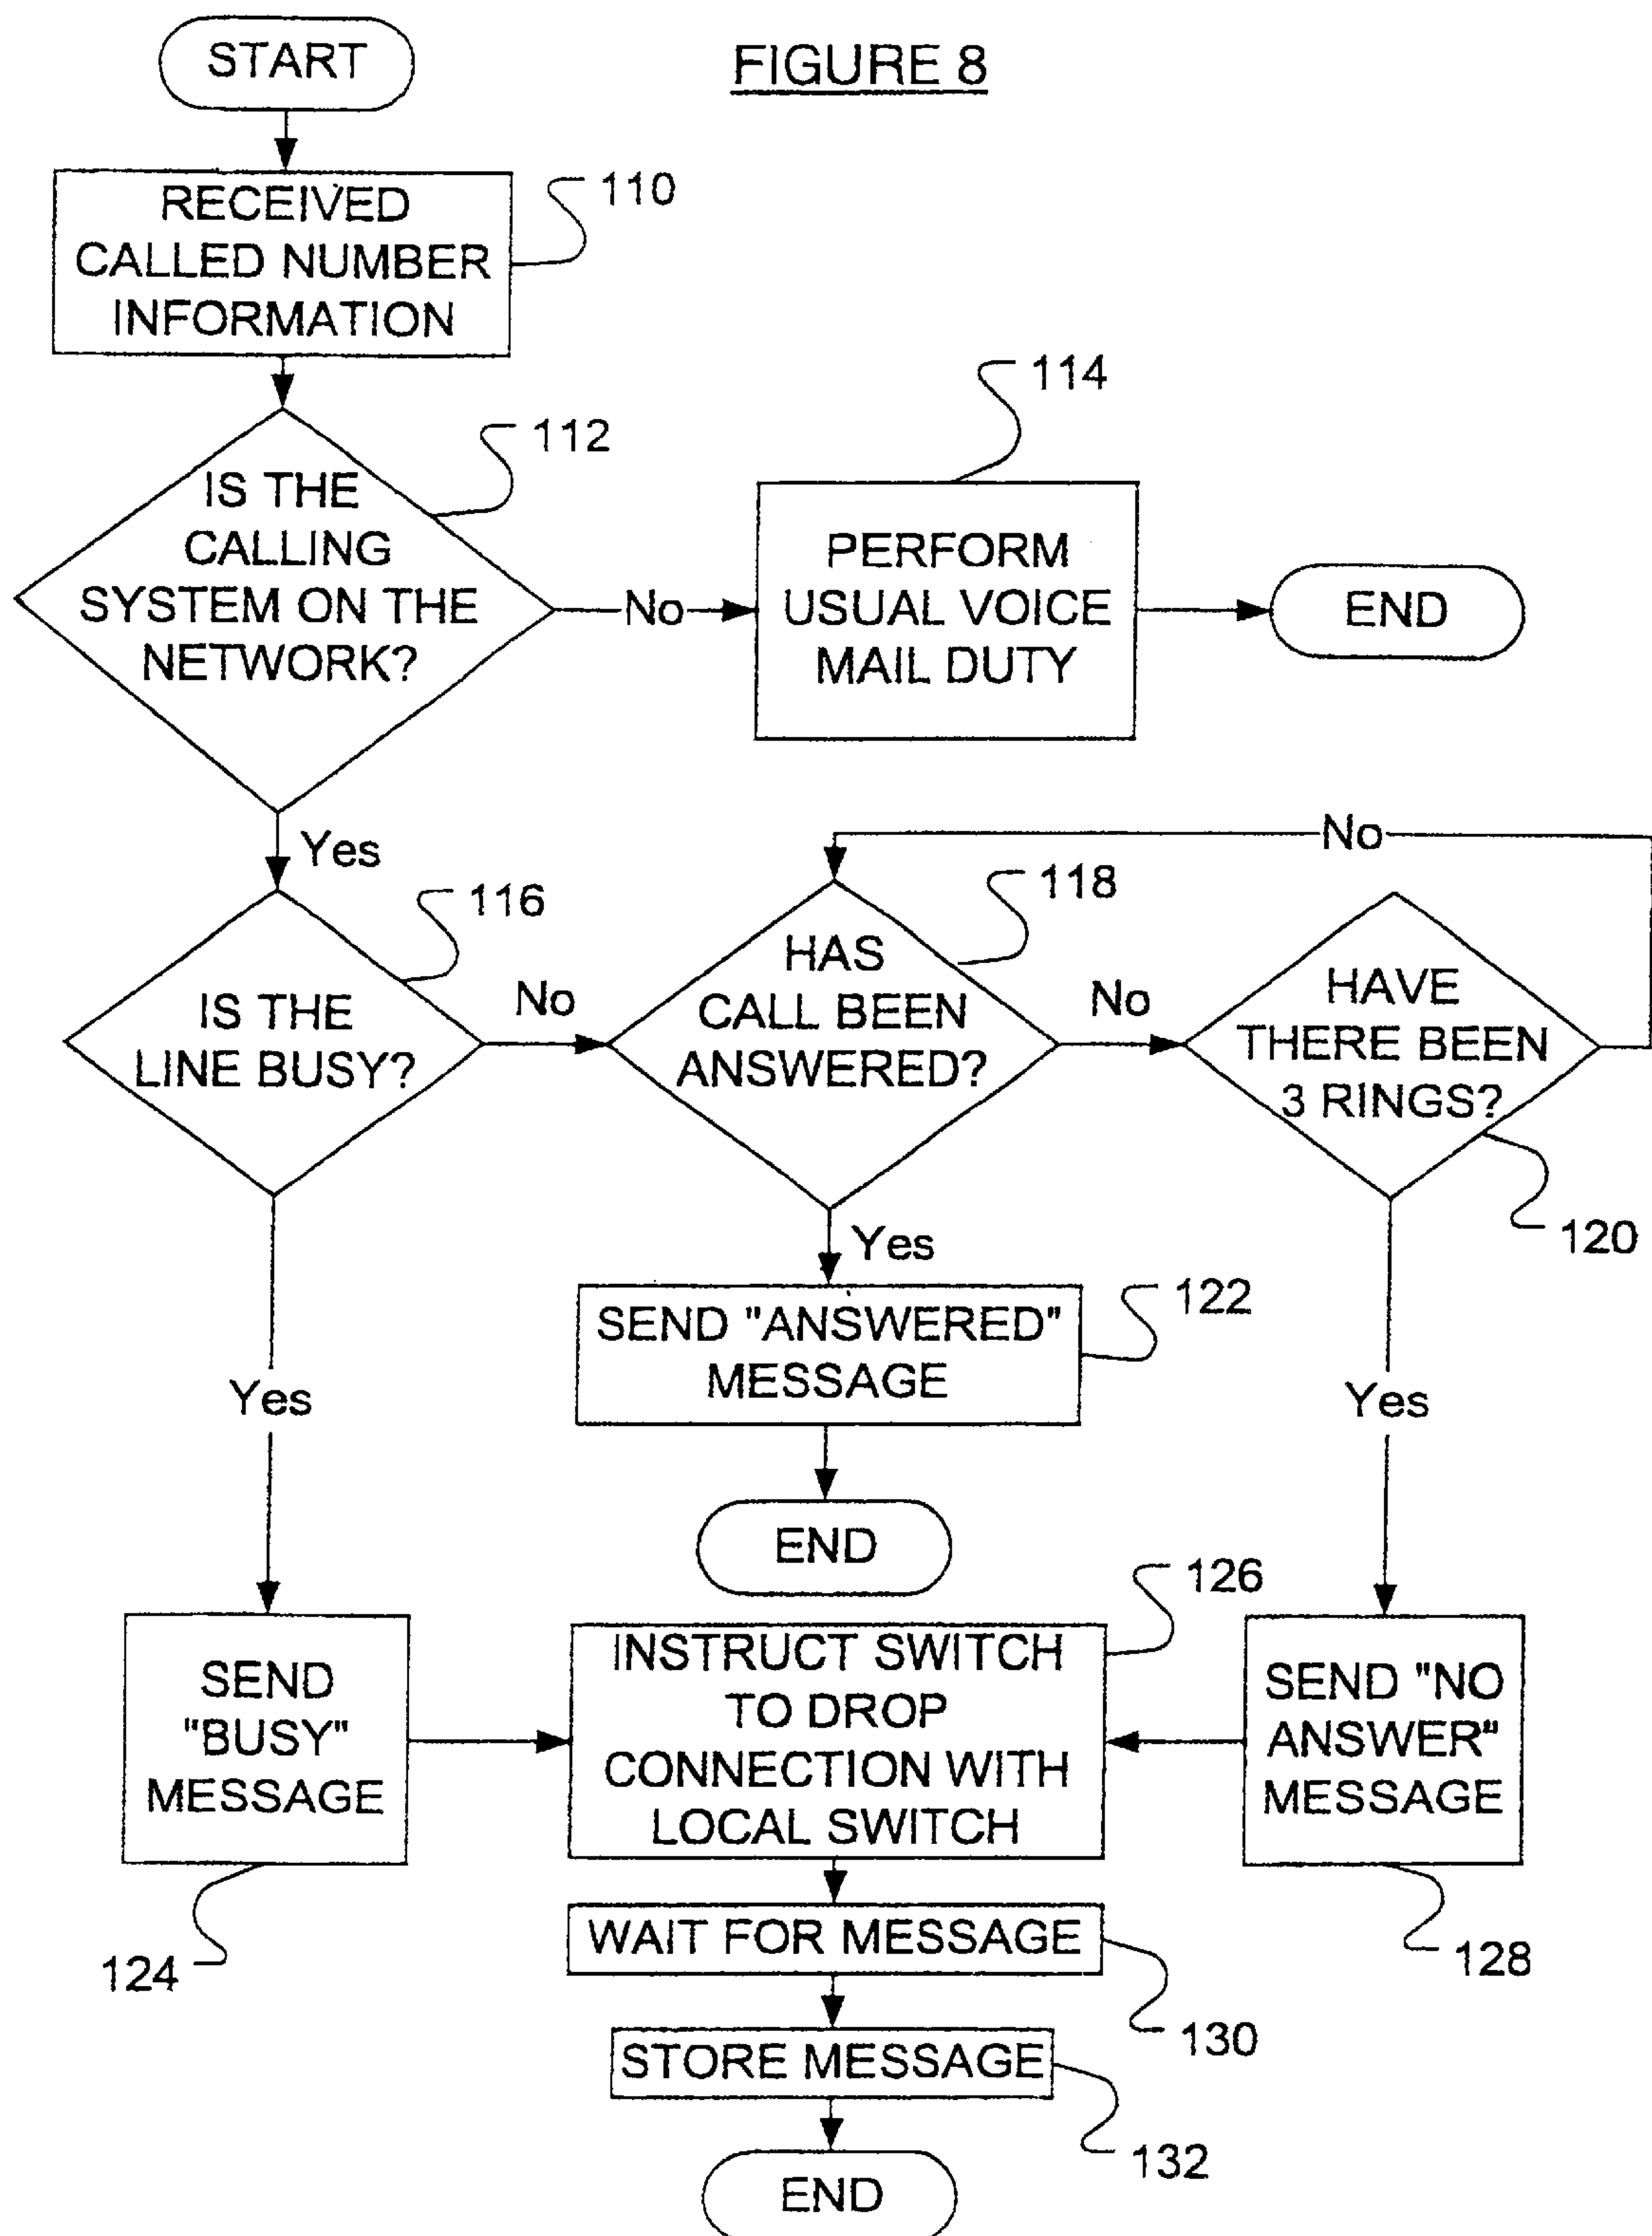 START
FIGURE 8
RECEIVED
CALLED NUMBER
INFORMATION
110
IS THE
CALLING
SYSTEM ON THE
NETWORK?
112
No
PERFORM
USUAL VOICE
MAIL DUTY
114
END
Yes
IS THE
LINE BUSY?
116
No
HAS
CALL BEEN
ANSWERED?
118
No
HAVE
THERE BEEN
3 RINGS?
120
No
Yes
SEND "ANSWERED"
MESSAGE
122
END
Yes
Yes
SEND
"BUSY"
MESSAGE
124
INSTRUCT SWITCH
TO DROP
CONNECTION WITH
LOCAL SWITCH
126
SEND "NO
ANSWER"
MESSAGE
128
WAIT FOR MESSAGE
130
STORE MESSAGE
132
END